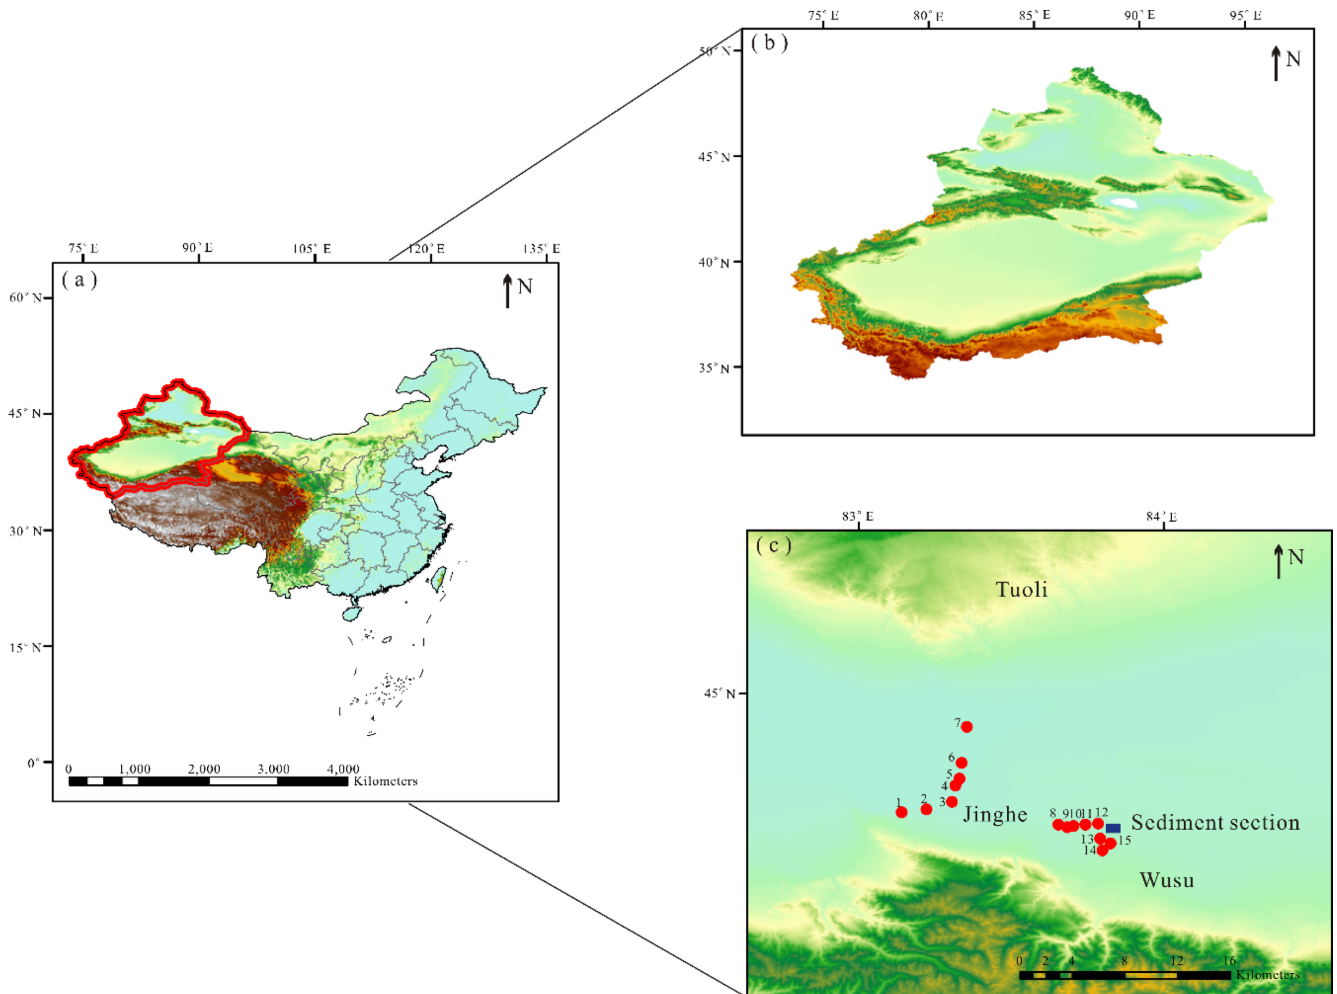 75° E 80° E 85° E 90° E 95° E
( b )
N
50° N
45° N
40° N
35° N
75° E 90° E 105° E 120° E 135° E
( a )
N
60° N
45° N
30° N
15° N
0°
0 1,000 2,000 3,000 4,000
Kilometers
83° E 84° E
( c )
N
Tuoli
45° N
7
6
5
4
3
2
1
Jinghe
8 9 10 11 12
Sediment section
13
15
14
Wusu
0 2 4 8 12 16
Kilometers